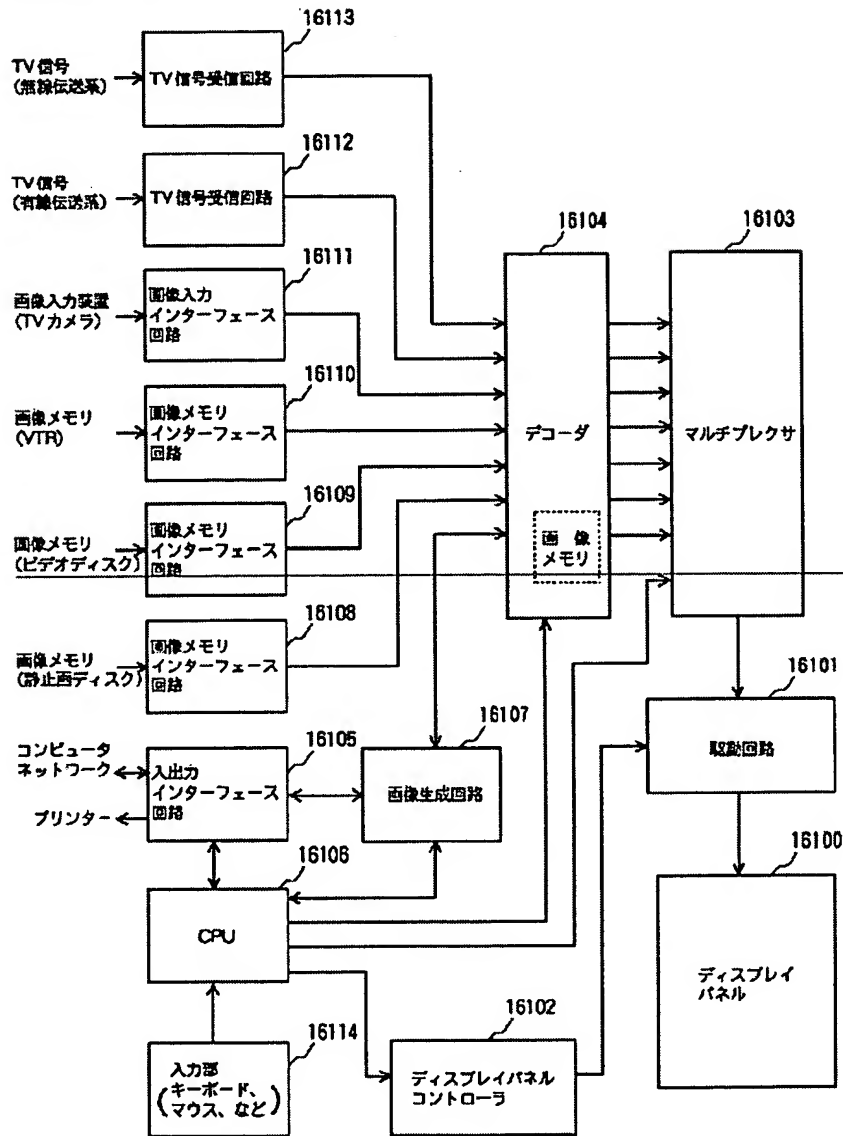 16113
TV信号
(無線伝送系)
TV信号受信回路
16112
TV信号
(有線伝送系)
TV信号受信回路
16104
16103
16111
画像入力装置
(TVカメラ)
画像入力
インターフェース
回路
16110
画像メモリ
(VTR)
画像メモリ
インターフェース
回路
デコーダ
マルチプレクサ
16109
画像メモリ
(ビデオディスク)
画像メモリ
インターフェース
回路
画像
メモリ
16108
画像メモリ
(静止画ディスク)
画像メモリ
インターフェース
回路
16101
駆動回路
16107
画像生成回路
16105
コンピュータ
ネットワーク
プリンター
入出力
インターフェース
回路
16106
CPU
16100
ディスプレイ
パネル
16114
入力部
(キーボード、
マウス、など)
16102
ディスプレイパネル
コントローラ